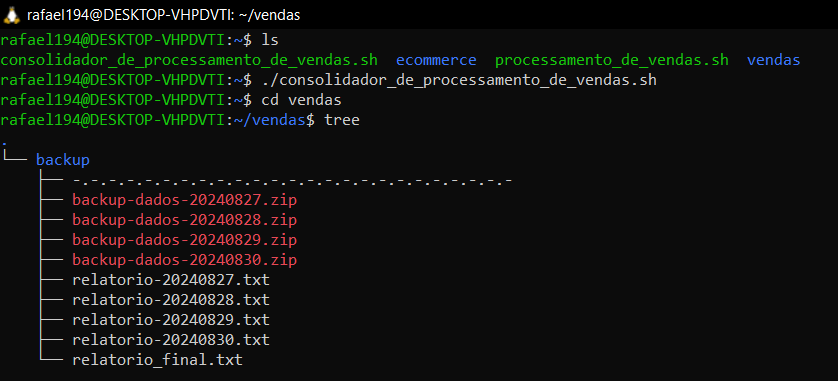 rafael194@DESKTOP-VHPDVTI: ~/vendas
rafael194@DESKTOP-VHPDVTI:~$ ls
consolidador_de_processamento_de_vendas.sh  ecommerce  processamento_de_vendas.sh  vendas
rafael194@DESKTOP-VHPDVTI:~$ ./consolidador_de_processamento_de_vendas.sh
rafael194@DESKTOP-VHPDVTI:~$ cd vendas
rafael194@DESKTOP-VHPDVTI:~/vendas$ tree
.
└── backup
    ├── -.-.-.-.-.-.-.-.-.-.-.-.-.-.-.-.-.-.-.-.-.-.-.-.-
    ├── backup-dados-20240827.zip
    ├── backup-dados-20240828.zip
    ├── backup-dados-20240829.zip
    ├── backup-dados-20240830.zip
    ├── relatorio-20240827.txt
    ├── relatorio-20240828.txt
    ├── relatorio-20240829.txt
    ├── relatorio-20240830.txt
    └── relatorio_final.txt